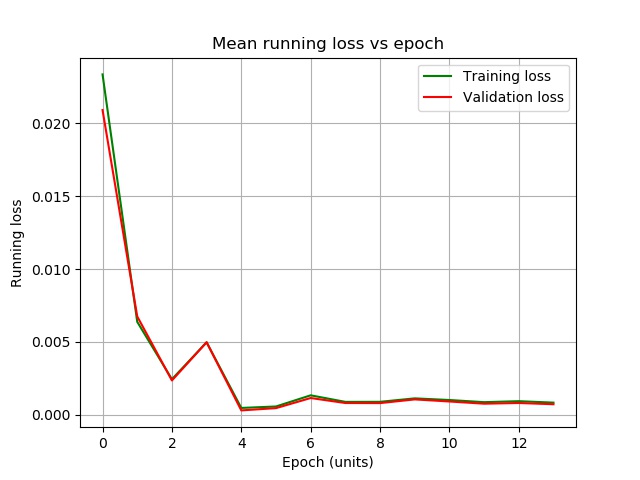 Mean running loss vs epoch
Training loss
Validation loss
0.020
0.015
0.010
0.005
0.000
Running loss
0 2 4 6 8 10 12
Epoch (units)